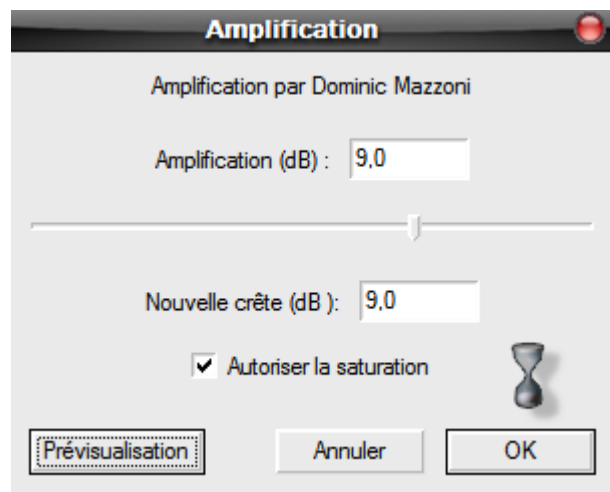 Amplification
Amplification par Dominic Mazzoni
Amplification (dB) : 9,0
Nouvelle crête (dB ): 9,0
Autoriser la saturation
Prévisualisation Annuler OK